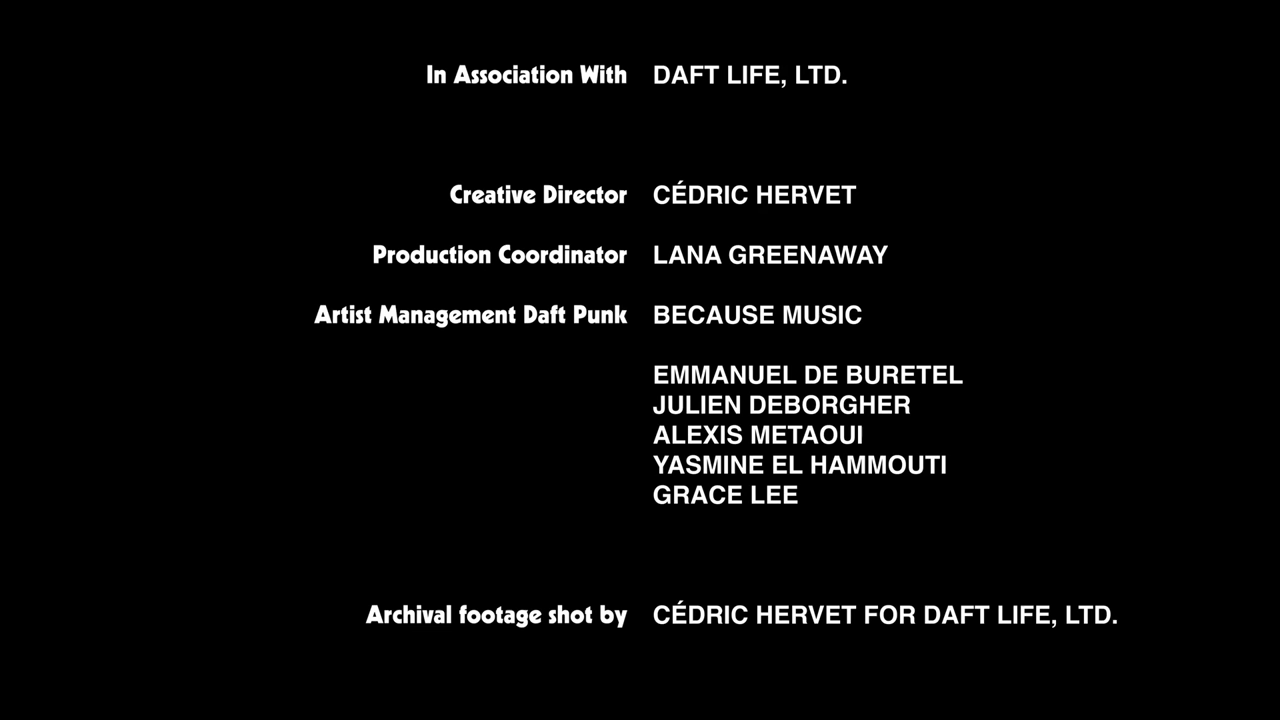 In Association With DAFT LIFE, LTD.
Creative Director CÉDRIC HERVET
Production Coordinator LANA GREENAWAY
Artist Management Daft Punk BECAUSE MUSIC
EMMANUEL DE BURETEL
JULIEN DEBORGHER
ALEXIS METAOUI
YASMINE EL HAMMOUTI
GRACE LEE
Archival footage shot by CÉDRIC HERVET FOR DAFT LIFE, LTD.